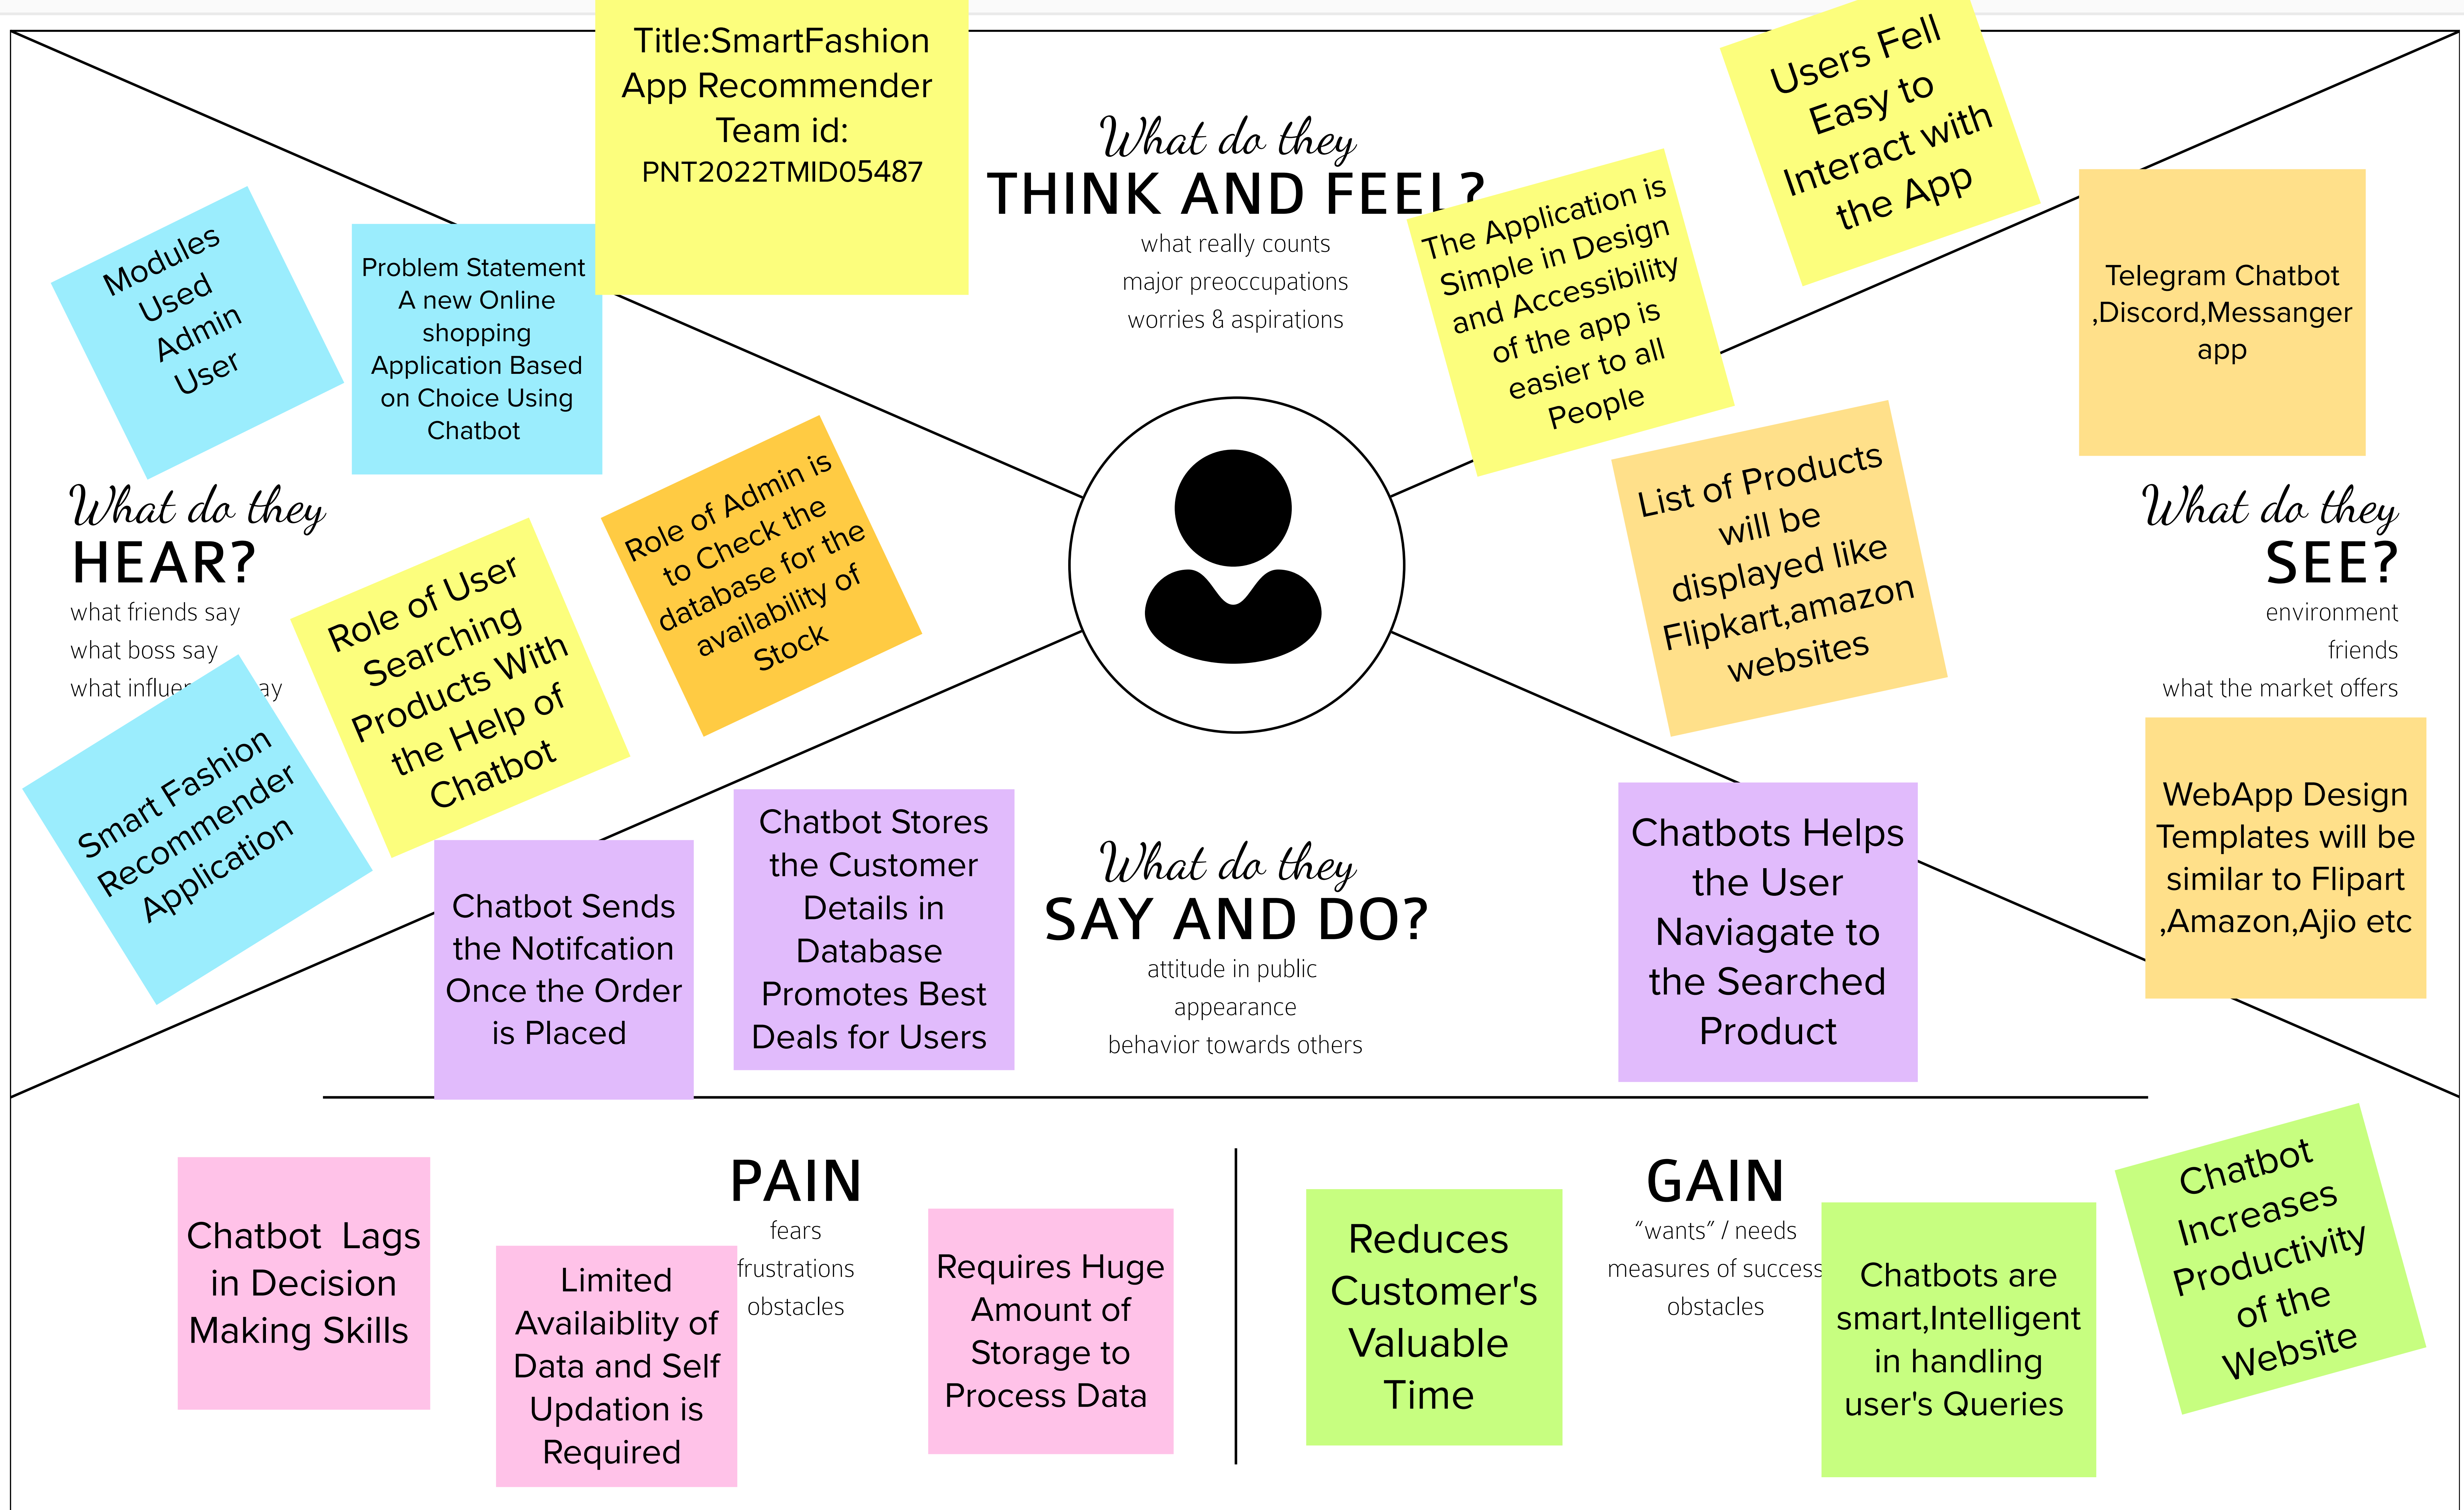 Title:SmartFashion
App Recommender
Team id:
PNT2022TMID05487
What do they
THINK AND FEEL?
what really counts
major preoccupations
worries & aspirations
Users Fell
Easy to
Interact with
the App
The Application is
Simple in Design
and Accessibility
of the app is
easier to all
People
Modules
Used
Admin
User
Problem Statement
A new Online
shopping
Application Based
on Choice Using
Chatbot
What do they
HEAR?
what friends say
what boss say
what influe ay
Role of User
Searching
Products With
the Help of
Chatbot
Role of Admin is
to Check the
database for the
availability of
Stock
Smart Fashion
Recommender
Application
Telegram Chatbot
,Discord,Messanger
app
List of Products
will be
displayed like
Flipkart,amazon
websites
What do they
SEE?
environment
friends
what the market offers
WebApp Design
Templates will be
similar to Flipart
,Amazon,Ajio etc
Chatbot Sends
the Notifcation
Once the Order
is Placed
Chatbot Stores
the Customer
Details in
Database
Promotes Best
Deals for Users
What do they
SAY AND DO?
attitude in public
appearance
behavior towards others
Chatbots Helps
the User
Naviagate to
the Searched
Product
PAIN
fears
frustrations
obstacles
Chatbot  Lags
in Decision
Making Skills
Limited
Availaiblity of
Data and Self
Updation is
Required
Requires Huge
Amount of
Storage to
Process Data
GAIN
“wants” / needs
measures of success
obstacles
Reduces
Customer's
Valuable
Time
Chatbots are
smart,Intelligent
in handling
user's Queries
Chatbot
Increases
Productivity
of the
Website